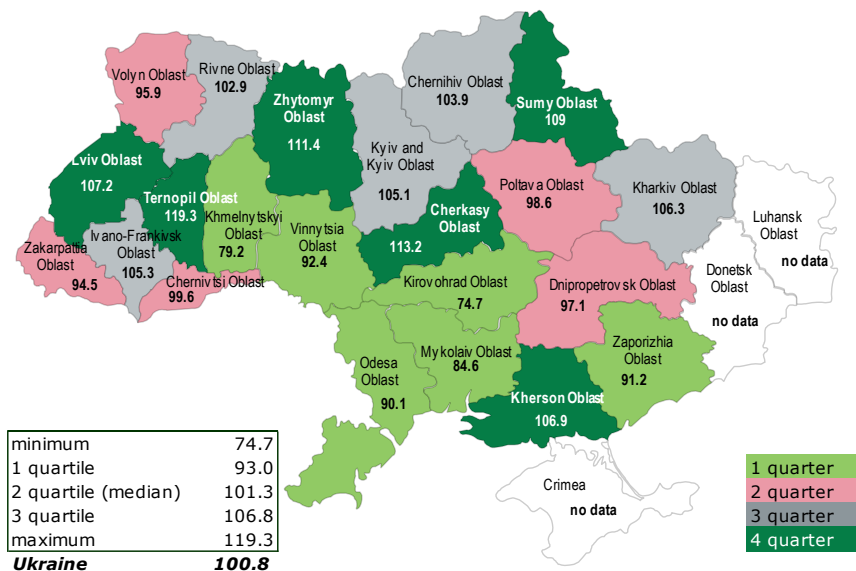 Volyn Oblast
95.9
Rivne Oblast
102.9
Zhytomyr
Oblast
111.4
Chernihiv Oblast
103.9
Sumy Oblast
109
Kyiv and
Kyiv Oblast
105.1
Lviv Oblast
107.2
Ternopil Oblast
119.3
Khmelnytskyi
Oblast
79.2
Vinnytsia
Oblast
92.4
Cherkasy
Oblast
113.2
Poltava Oblast
98.6
Kharkiv Oblast
106.3
Luhansk
Oblast
no data
Donetsk
Oblast
no data
Zakarpattia
Oblast
94.5
Ivano-Frankivsk
Oblast
105.3
Chernivtsi Oblast
99.6
Kirovohrad Oblast
74.7
Dnipropetrovsk Oblast
97.1
Zaporizhia
Oblast
91.2
Odesa
Oblast
90.1
Mykolaiv Oblast
84.6
Kherson Oblast
106.9
Crimea
no data
minimum 74.7
1 quartile 93.0
2 quartile (median) 101.3
3 quartile 106.8
maximum 119.3
Ukraine 100.8
1 quarter
2 quarter
3 quarter
4 quarter